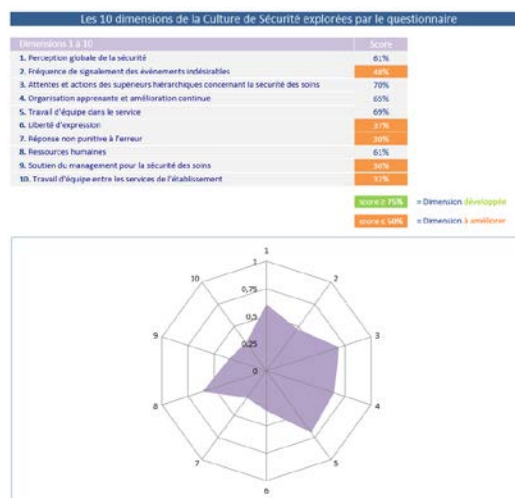 Les 10 dimensions de la Culture de Sécurité explorées par le questionnaire
Dimensions 1 à 10 Score
1. Perception globale de la sécurité 61%
2. Fréquence de signalement des événements indésirables 48%
3. Attentes et actions des supérieurs hiérarchiques concernant la sécurité des soins 70%
4. Organisation apprenante et amélioration continue 65%
5. Travail d'équipe dans le service 69%
6. Liberté d'expression 37%
7. Réponse non punitive à l'erreur 30%
8. Ressources humaines 61%
9. Soutien du management pour la sécurité des soins 36%
10. Travail d'équipe entre les services de l'établissement 32%
score ≥ 75% = Dimension développée
score ≤ 50% = Dimension à améliorer
1
10 1 2
0,75
9 0,5 3
0,25
0
8 4
7 5
6